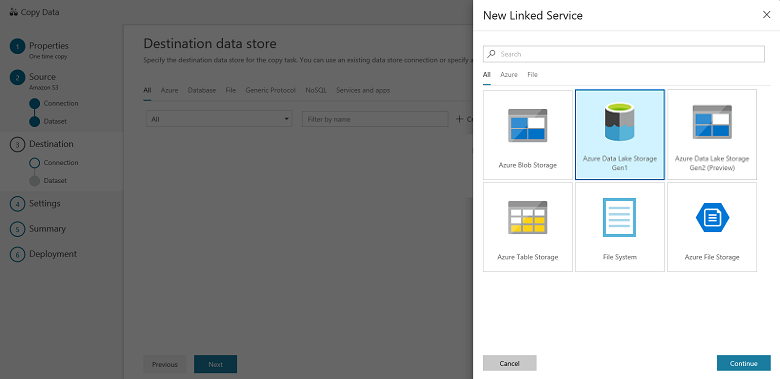 Copy Data
1 Properties
One time copy
2 Source
Amazon S3
Connection
Dataset
3 Destination
Connection
Dataset
4 Settings
5 Summary
6 Deployment
Destination data store
Specify the destination data store for the copy task. You can use an existing data store connection or specify a
All Azure Database File Generic Protocol NoSQL Services and apps
All
Filter by name
Previous
Next
New Linked Service
Search
All Azure File
Azure Blob Storage
Azure Data Lake Storage
Gen1
Azure Data Lake Storage
Gen2 (Preview)
Azure Table Storage
File System
Azure File Storage
Cancel
Continue